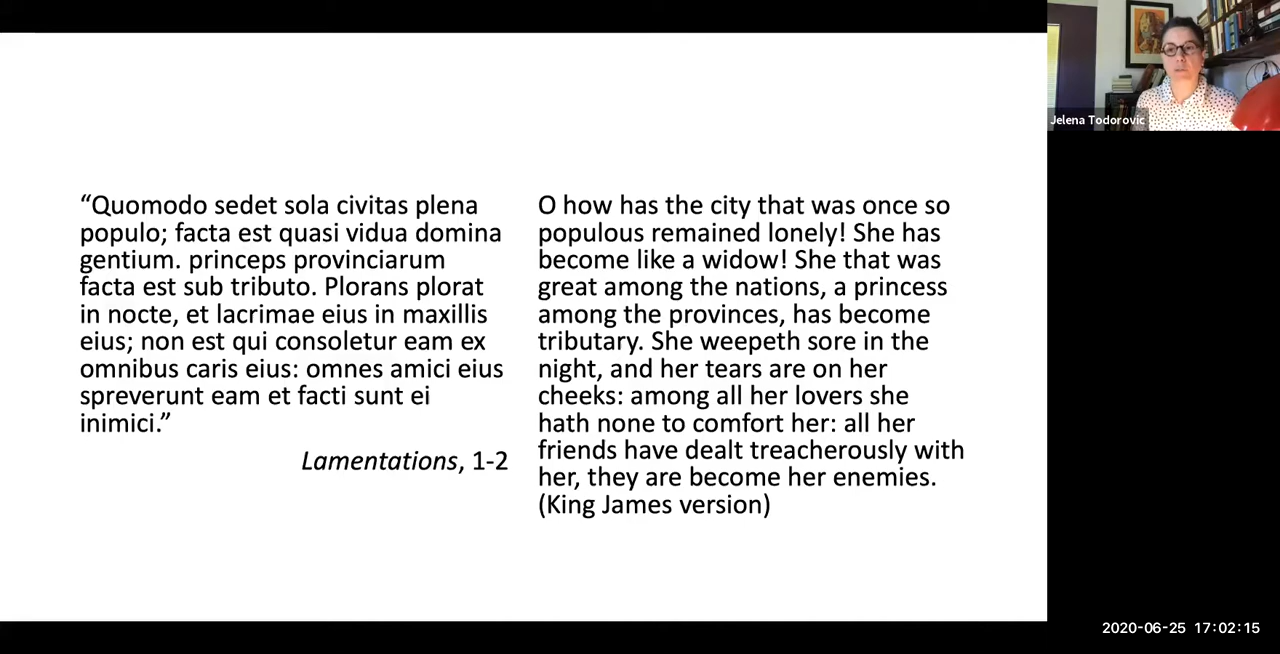 “Quomodo sedet sola civitas plena
populo; facta est quasi vidua domina
gentium. princeps provinciarum
facta est sub tributo. Plorans plorat
in nocte, et lacrimae eius in maxillis
eius; non est qui consoletur eam ex
omnibus caris eius: omnes amici eius
spreverunt eam et facti sunt ei
inimici.”
Lamentations, 1-2
O how has the city that was once so
populous remained lonely! She has
become like a widow! She that was
great among the nations, a princess
among the provinces, has become
tributary. She weepeth sore in the
night, and her tears are on her
cheeks: among all her lovers she
hath none to comfort her: all her
friends have dealt treacherously with
her, they are become her enemies.
(King James version)
Jelena Todorovic
2020-06-25 17:02:15